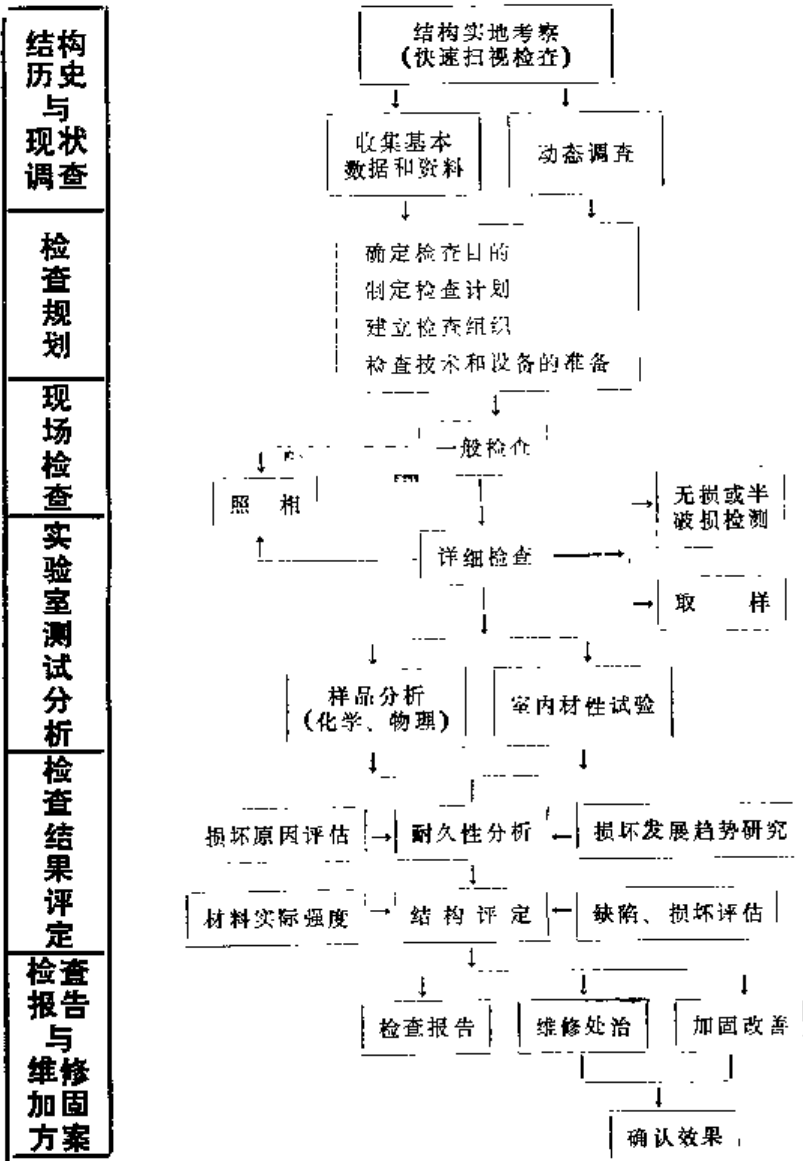 结构
历史
与
现状
调查
检
查
规
划
现
场
检
查
实
验
室
测
试
分
析
检
查
结
果
评
定
检查
报告
与
维修
加固
方案
结构实地考察
(快速扫视检查)
收集基本
数据和资料
动态调查
确定检查目的
制定检查计划
建立检查组织
检查技术和设备的准备
一般检查
照 相
无损或半
破损检测
详细检查
取 样
样品分析
(化学、物理)
室内材性试验
损坏原因评估
耐久性分析
损坏发展趋势研究
材料实际强度
结构评定
缺陷、损坏评估
检查报告
维修处治
加固改善
确认效果